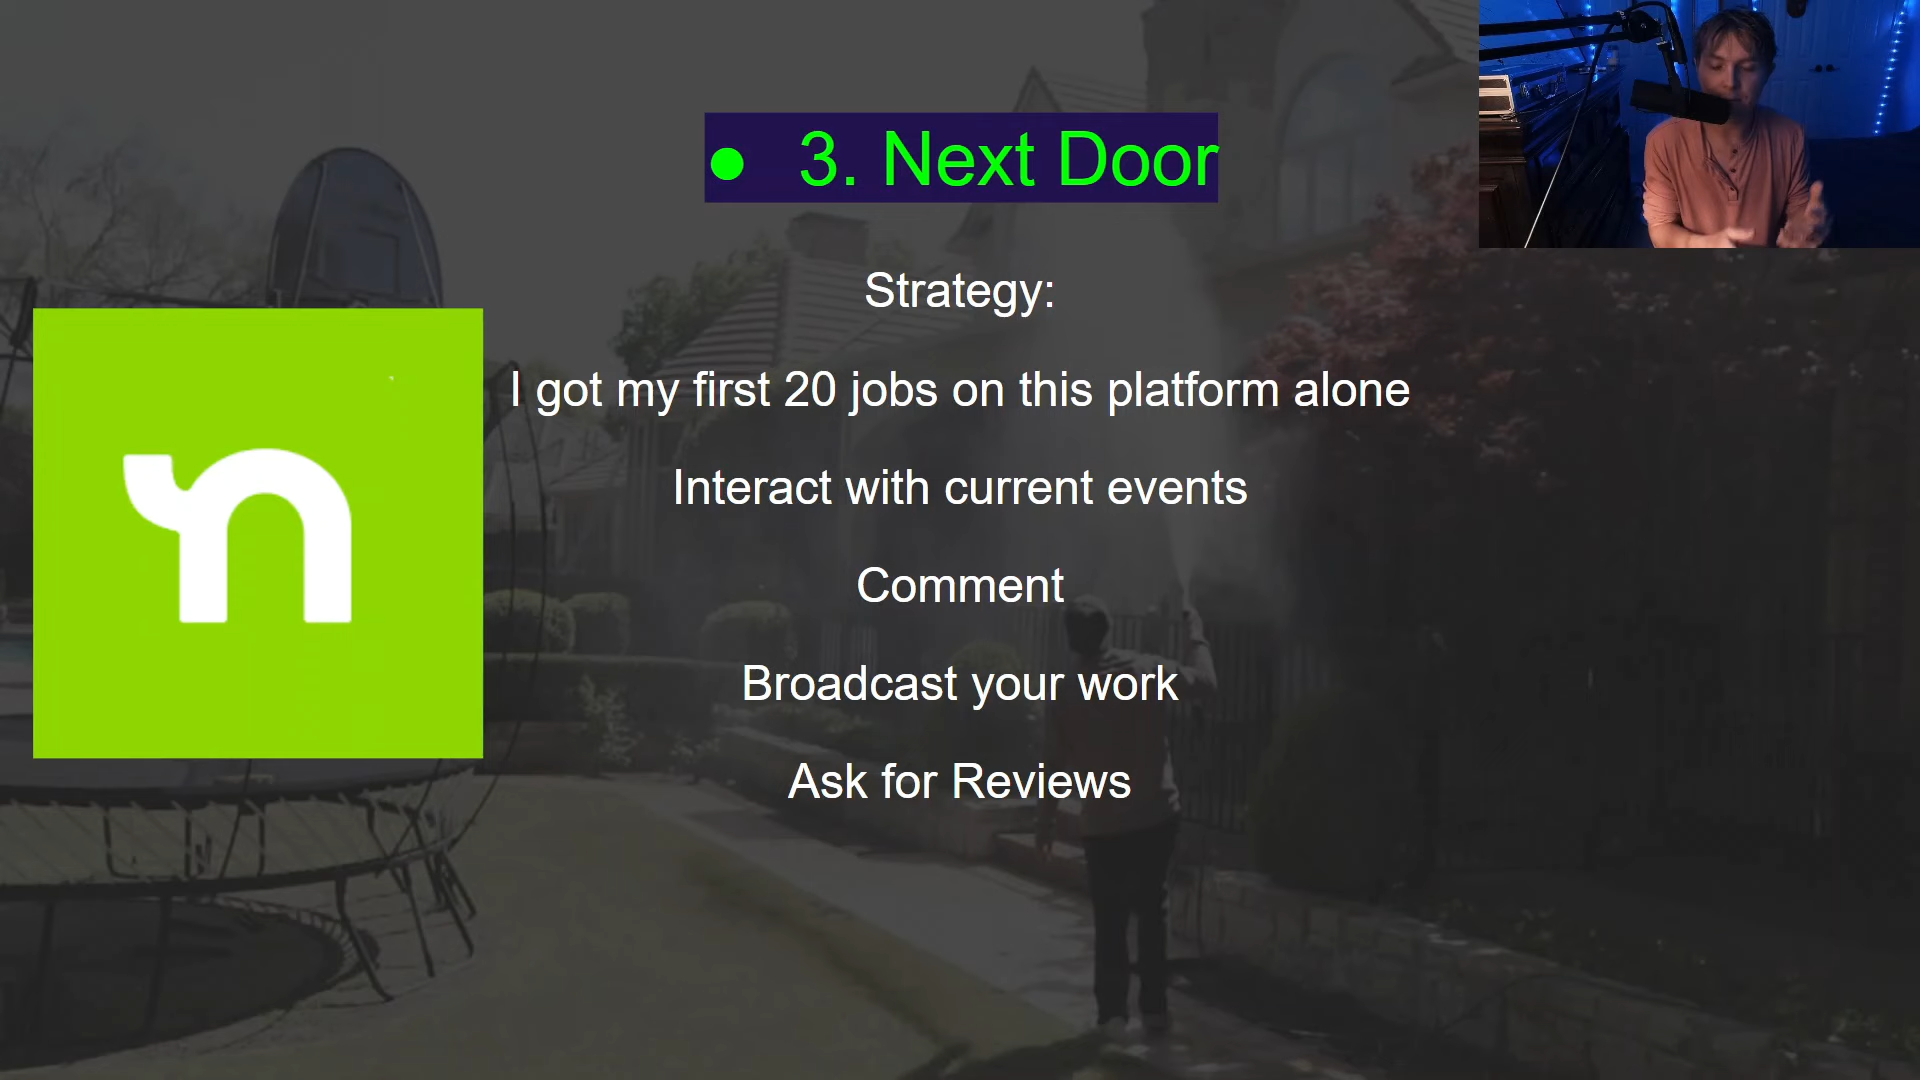 • 3. Next Door
Strategy:
I got my first 20 jobs on this platform alone
Interact with current events
Comment
Broadcast your work
Ask for Reviews
n